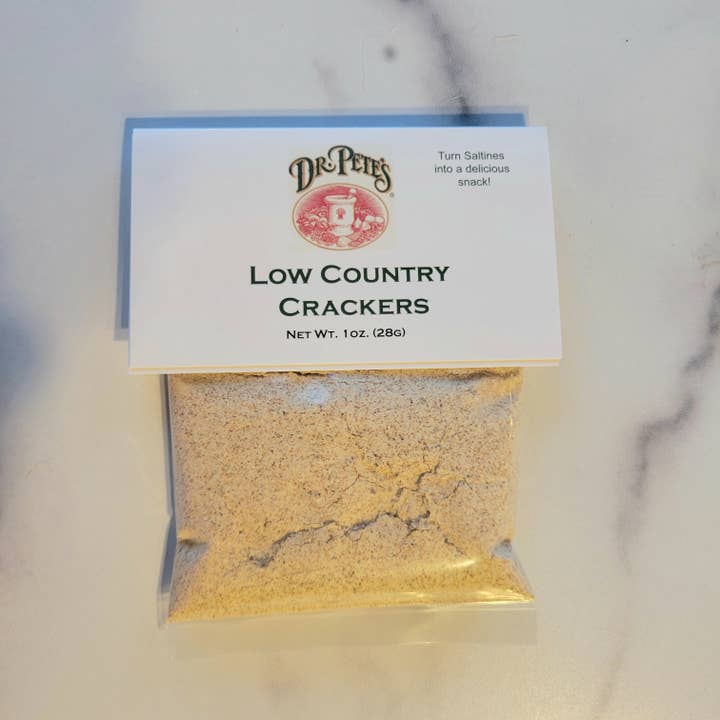 Dr. Pete's
®
Turn Saltines
into a delicious
snack!
Low Country
Crackers
Net Wt. 1oz. (28g)